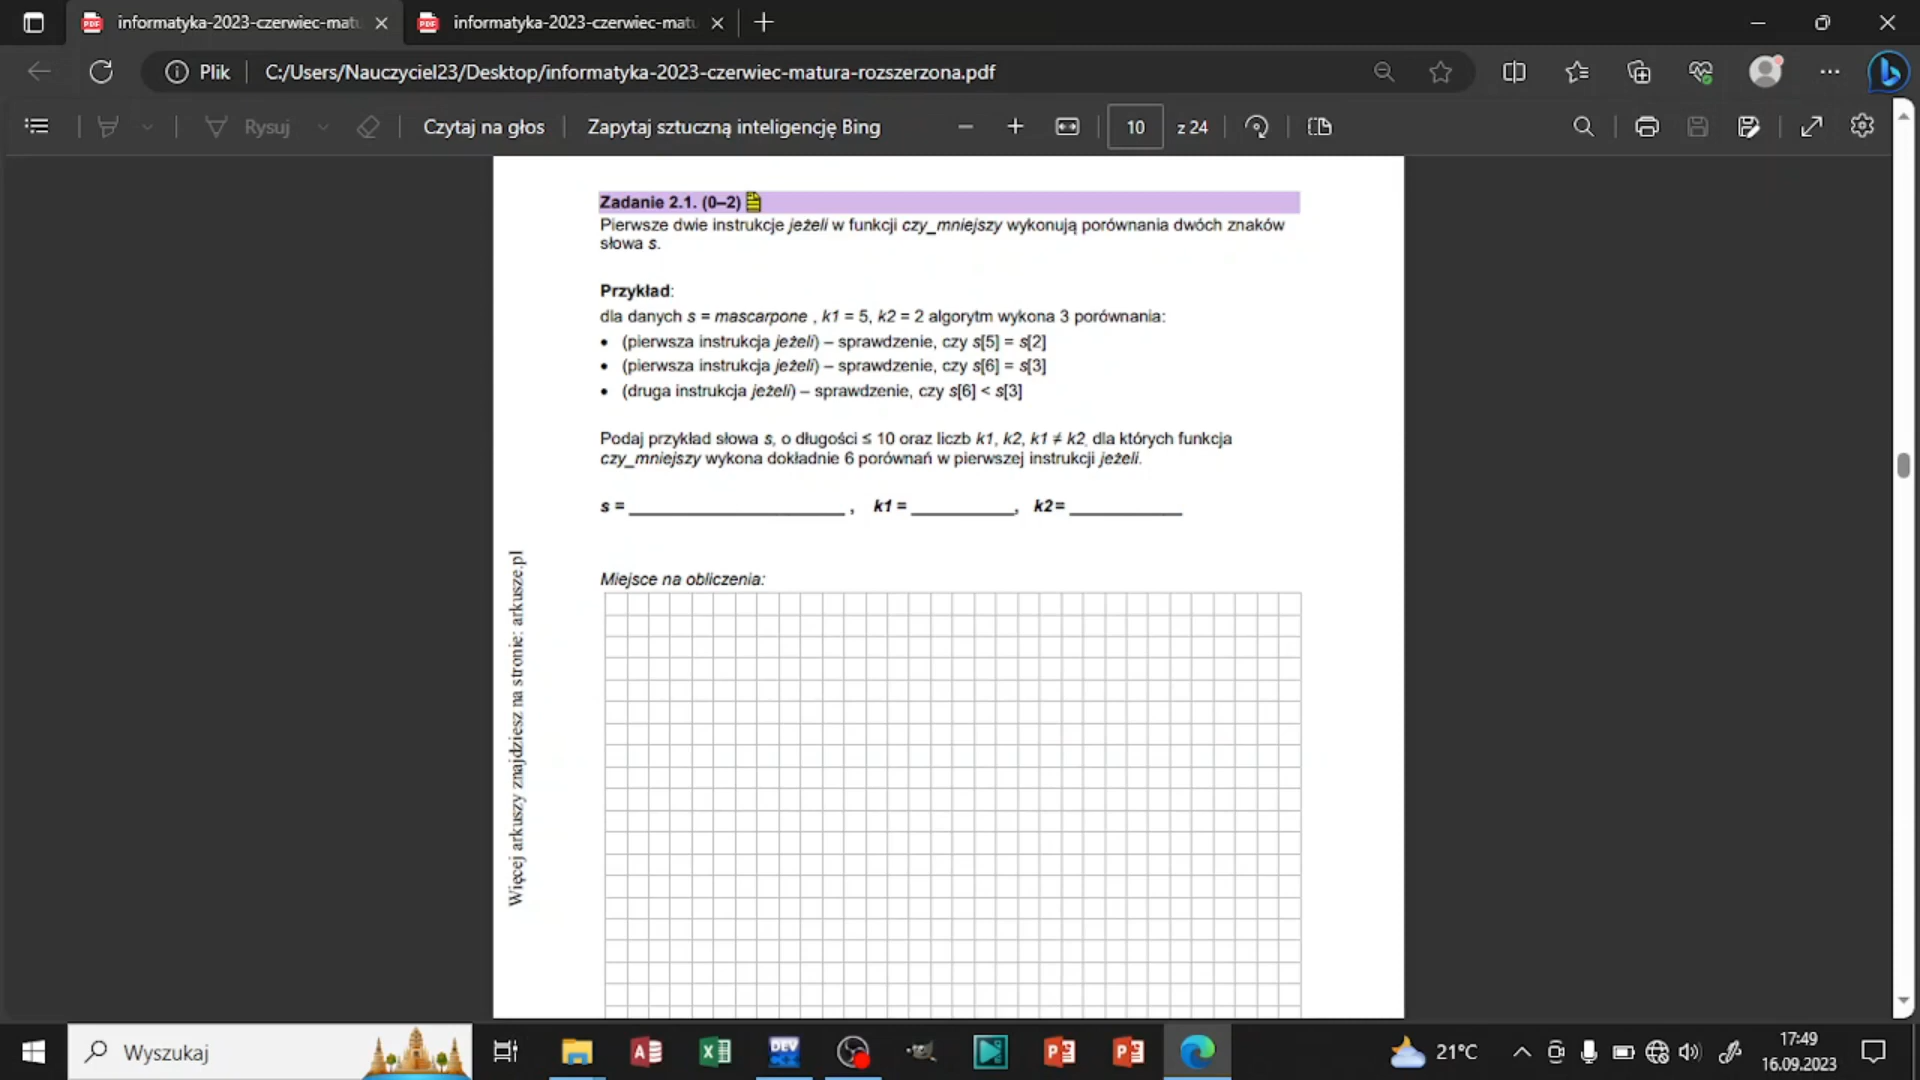 informatyka-2023-czerwiec-matu
informatyka-2023-czerwiec-matu
Plik
C:/Users/Nauczyciel23/Desktop/informatyka-2023-czerwiec-matura-rozszerzona.pdf
Rysuj
Czytaj na głos
Zapytaj sztuczną inteligencję Bing
10
z 24
Zadanie 2.1. (0–2)
Pierwsze dwie instrukcje jeżeli w funkcji czy_mniejszy wykonują porównania dwóch znaków
słowa s.
Przykład:
dla danych s = mascarpone , k1 = 5, k2 = 2 algorytm wykona 3 porównania:
• (pierwsza instrukcja jeżeli) – sprawdzenie, czy s[5] = s[2]
• (pierwsza instrukcja jeżeli) – sprawdzenie, czy s[6] = s[3]
• (druga instrukcja jeżeli) – sprawdzenie, czy s[6] < s[3]
Podaj przykład słowa s, o długości ≤ 10 oraz liczb k1, k2, k1 ≠ k2, dla których funkcja
czy_mniejszy wykona dokładnie 6 porównań w pierwszej instrukcji jeżeli.
s = ______________________ , k1 = __________, k2= ___________
Miejsce na obliczenia:
Więcej arkuszy znajdziesz na stronie: arkusze.pl
Wyszukaj
DEV
21°C
17:49
16.09.2023